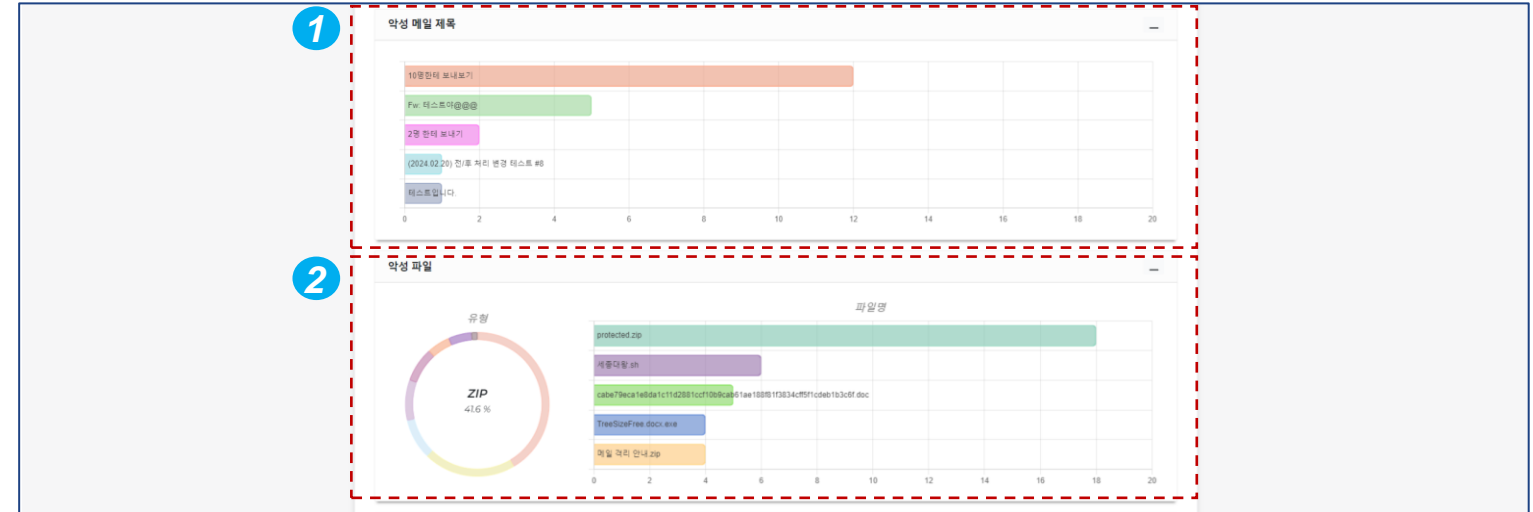 1
악성 메일 제목
10명한테 보내보기
Fw: 테스트야@@@
2명 한테 보내기
(2024.02.20) 전/후 처리 변경 테스트 #8
테스트입니다.
0 2 4 6 8 10 12 14 16 18 20
2
악성 파일
유형
파일명
ZIP
41.6 %
protected.zip
세종대왕.sh
TreeSizeFree.docx.exe
메일 격리 안내.zip
0 2 4 6 8 10 12 14 16 18 20